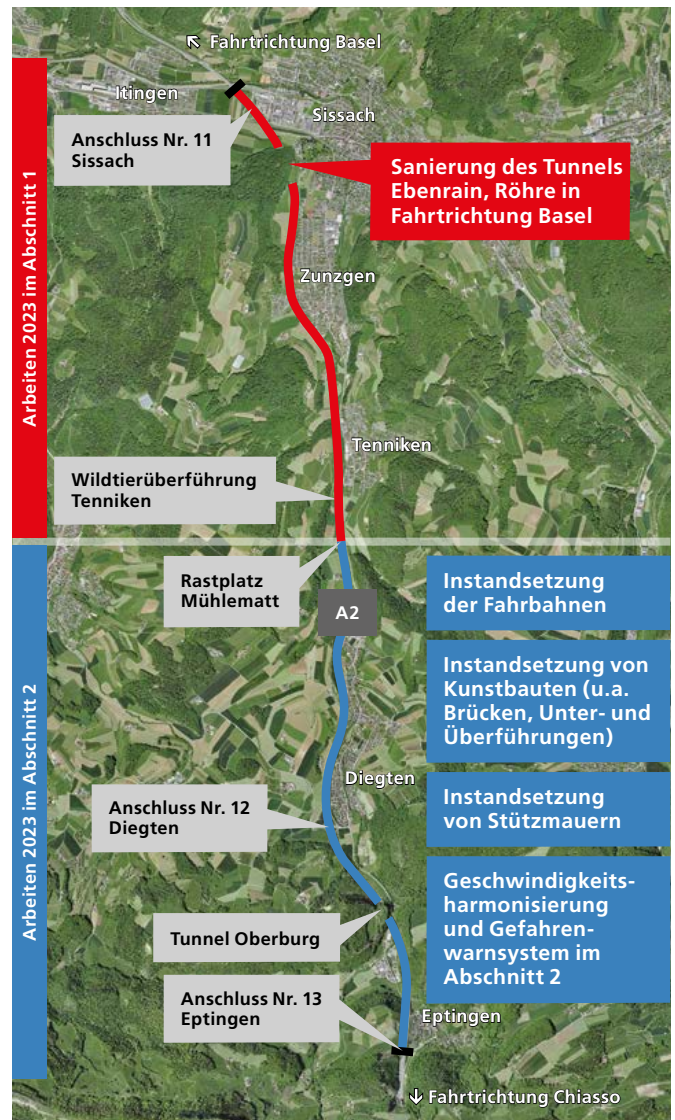 Fahrtrichtung Basel
Itingen
Sissach
Anschluss Nr. 11
Sissach
Arbeiten 2023 im Abschnitt 1
Sanierung des Tunnels
Ebenrain, Röhre in
Fahrtrichtung Basel
Zunzgen
Tenniken
Wildtierüberführung
Tenniken
Rastplatz
Mühlematt
A2
Arbeiten 2023 im Abschnitt 2
Instandsetzung
der Fahrbahnen
Instandsetzung von
Kunstbauten (u.a.
Brücken, Unter- und
Überführungen)
Diegten
Anschluss Nr. 12
Diegten
Instandsetzung
von Stützmauern
Geschwindigkeits-
harmonisierung
und Gefahren-
warnsystem im
Abschnitt 2
Tunnel Oberburg
Anschluss Nr. 13
Eptingen
Eptingen
Fahrtrichtung Chiasso